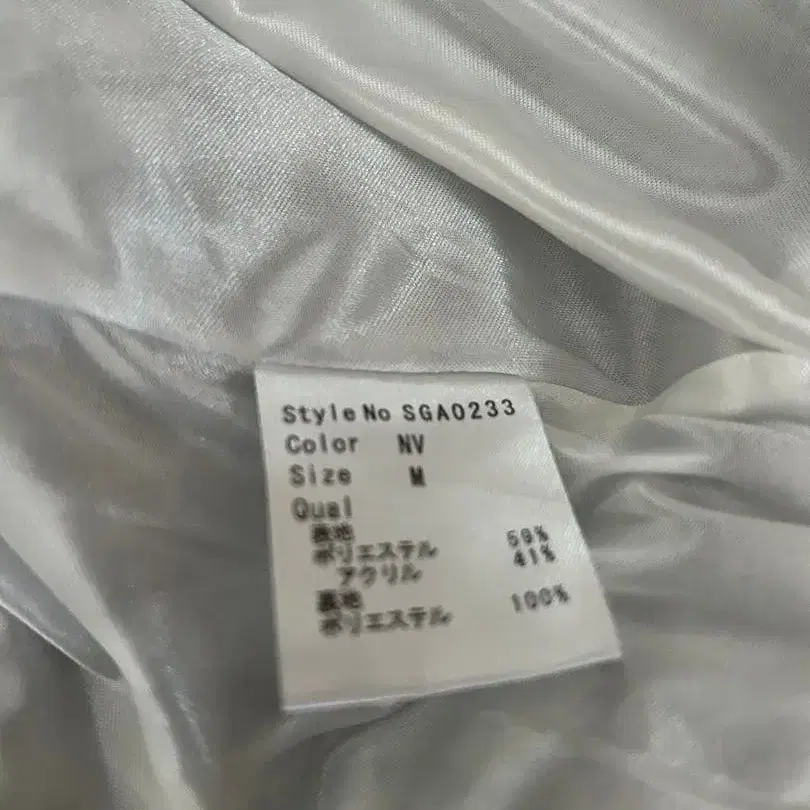 Style No SGA0233
Color NV
Size M
Qual
表地
ポリエステル 59%
アクリル 41%
裏地
ポリエステル 100%